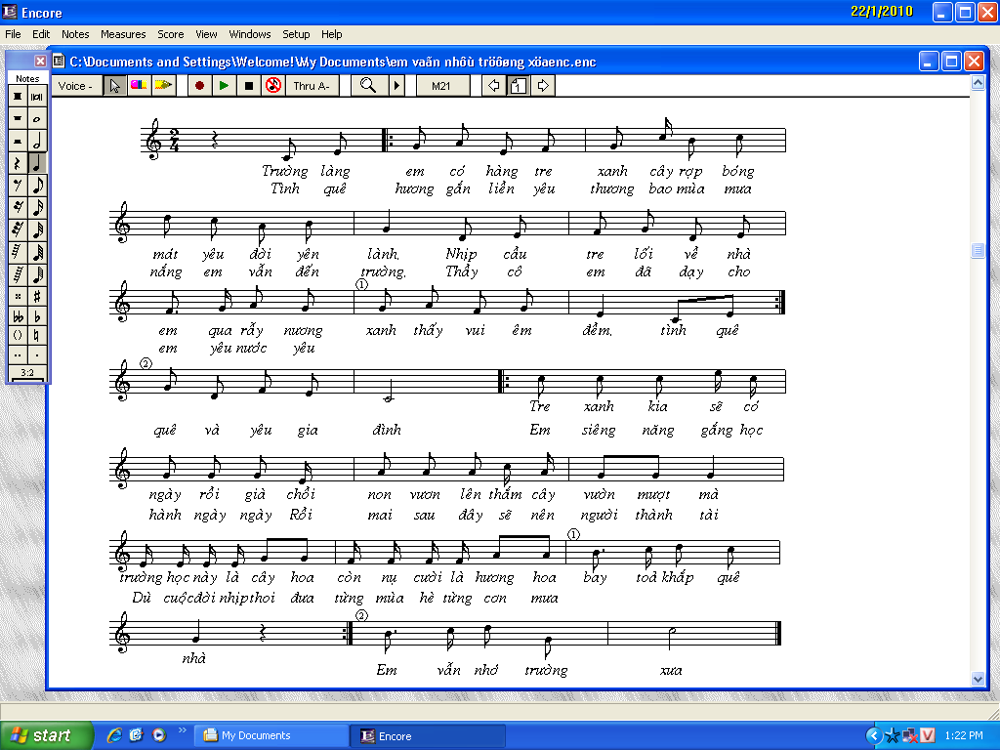 Encore
22/1/2010
File Edit Notes Measures Score View Windows Setup Help
C:\Documents and Settings\Welcome!\My Documents\em vaãn nhôù tröôøng xöaenc.enc
Notes
Voice - Thru A- M21 1
3:2
Trường làng em có hàng tre xanh cây rợp bóng
Tình quê hương gắn liền yêu thương bao mùa mưa
mát yêu đời yên lành, Nhịp cầu tre lối về nhà
nắng em vẫn đến trường, Thầy cô em đã dạy cho
1
em qua rẫy nương xanh thấy vui êm đềm, tình quê
em yêu nước yêu
2
Tre xanh kia sẽ có
quê và yêu gia đình Em siêng năng gắng học
ngày rồi già chồi non vươn lên thắm cây vườn mượt mà
hành ngày ngày Rồi mai sau đây sẽ nên người thành tài
1
trường học này là cây hoa còn nụ cười là hương hoa bay toả khắp quê
Dù cuộc đời nhịp thoi đưa từng mùa hè từng cơn mưa
2
nhà
Em vẫn nhớ trường xưa
start My Documents Encore V 1:22 PM